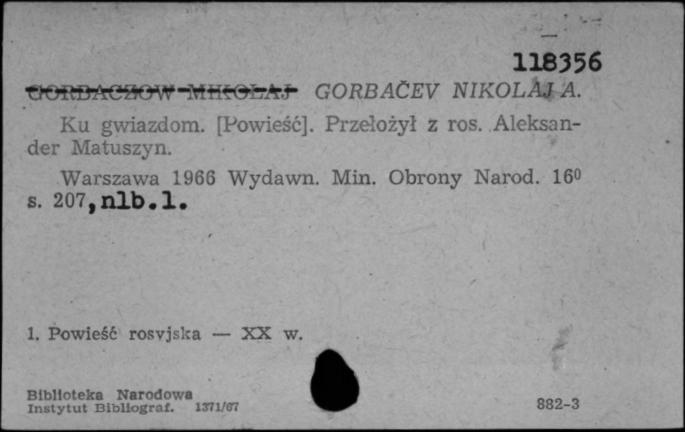 118356
GORBACZOW MIKOŁAJ GORBAČEV NIKOLAJ A.
Ku gwiazdom. [Powieść]. Przełożył z ros. Aleksan-
der Matuszyn.
Warszawa 1966 Wydawn. Min. Obrony Narod. 16⁰
s. 207, nlb. 1.
1. Powieść rosyjska — XX w.
Biblioteka Narodowa
Instytut Bibliograf. 1371/67
882-3